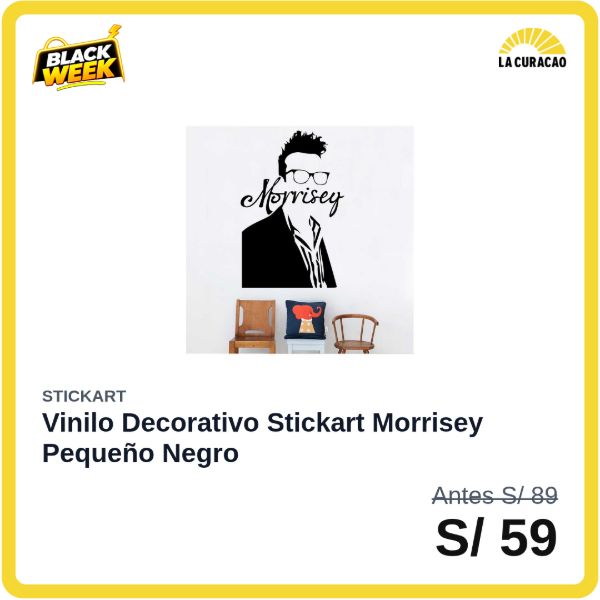 BLACK
WEEK
LA CURACAO
Morrisey
STICKART
Vinilo Decorativo Stickart Morrisey
Pequeño Negro
Antes S/ 89
S/ 59